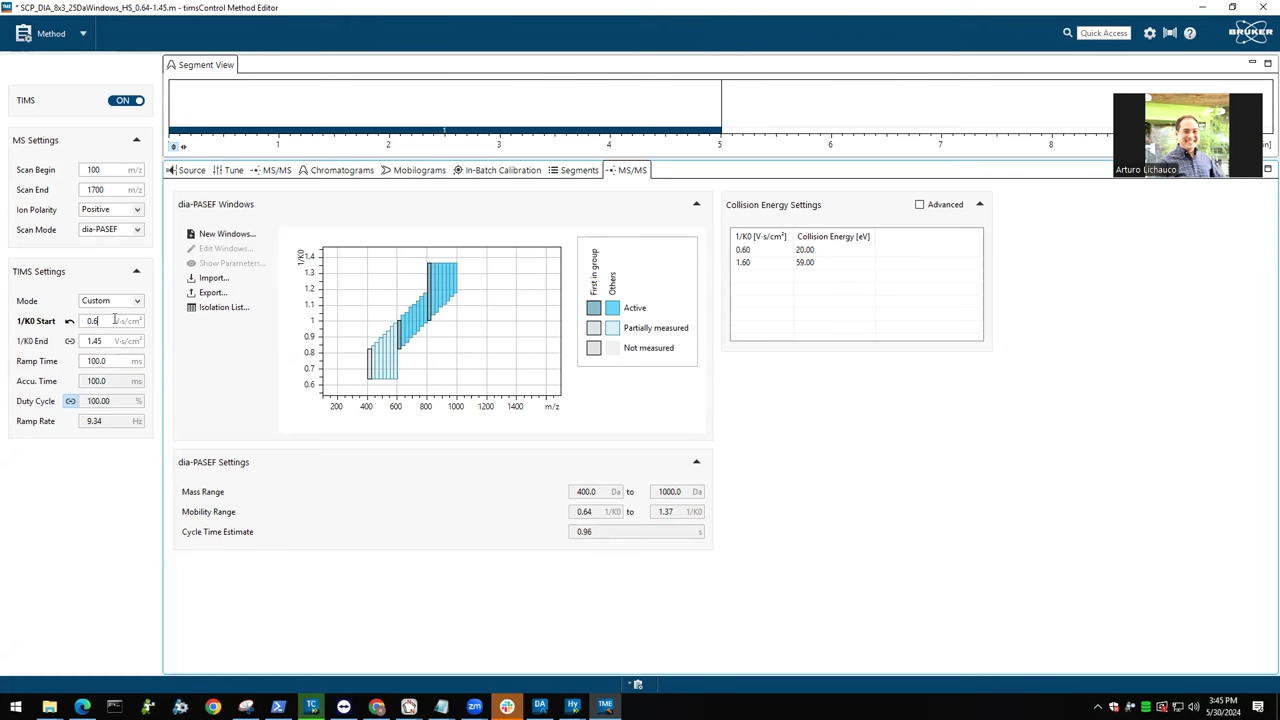 * SCP_DIA_8x3_25DaWindows_HS_0.64-1.45.m - timsControl Method Editor
Method
Quick Access
BRUKER
TIMS ON
Segment View
1
0 1 2 3 4 5 6 7 8
Arturo Lichauco
MS Settings
Scan Begin 100 m/z
Scan End 1700 m/z
Ion Polarity Positive
Scan Mode dia-PASEF
TIMS Settings
Mode Custom
1/K0 Start 0.6 V·s/cm²
1/K0 End 1.45 V·s/cm²
Ramp Time 100.0 ms
Accu. Time 100.0 ms
Duty Cycle 100.00 %
Ramp Rate 9.34 Hz
Source Tune MS/MS Chromatograms Mobilograms In-Batch Calibration Segments MS/MS
dia-PASEF Windows
New Windows...
Edit Windows...
Show Parameters...
Import...
Export...
Isolation List...
1/K0
1.4
1.3
1.2
1.1
1
0.9
0.8
0.7
0.6
200 400 600 800 1000 1200 1400 m/z
First in group
Others
Active
Partially measured
Not measured
Collision Energy Settings Advanced
1/K0 [V·s/cm²] Collision Energy [eV]
0.60 20.00
1.60 59.00
dia-PASEF Settings
Mass Range 400.0 Da to 1000.0 Da
Mobility Range 0.64 1/K0 to 1.37 1/K0
Cycle Time Estimate 0.96 s
TC
DA
Hy
TME
3:45 PM
5/30/2024